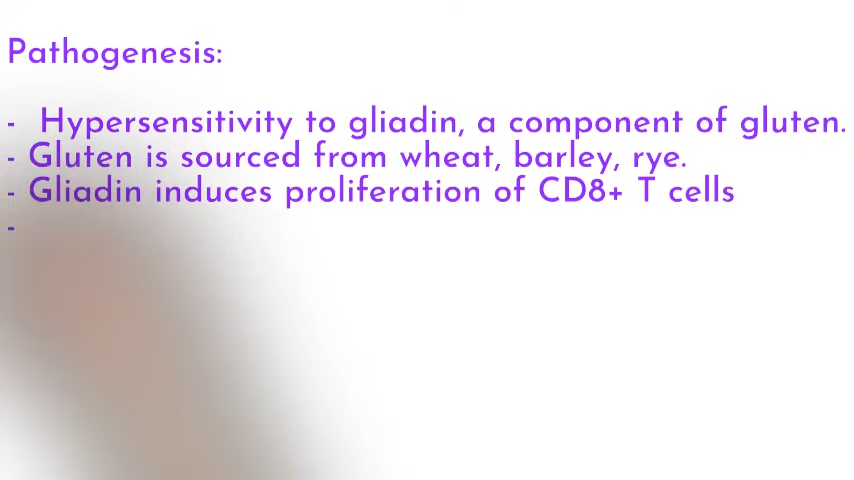 Pathogenesis:
-  Hypersensitivity to gliadin, a component of gluten.
- Gluten is sourced from wheat, barley, rye.
- Gliadin induces proliferation of CD8+ T cells
-